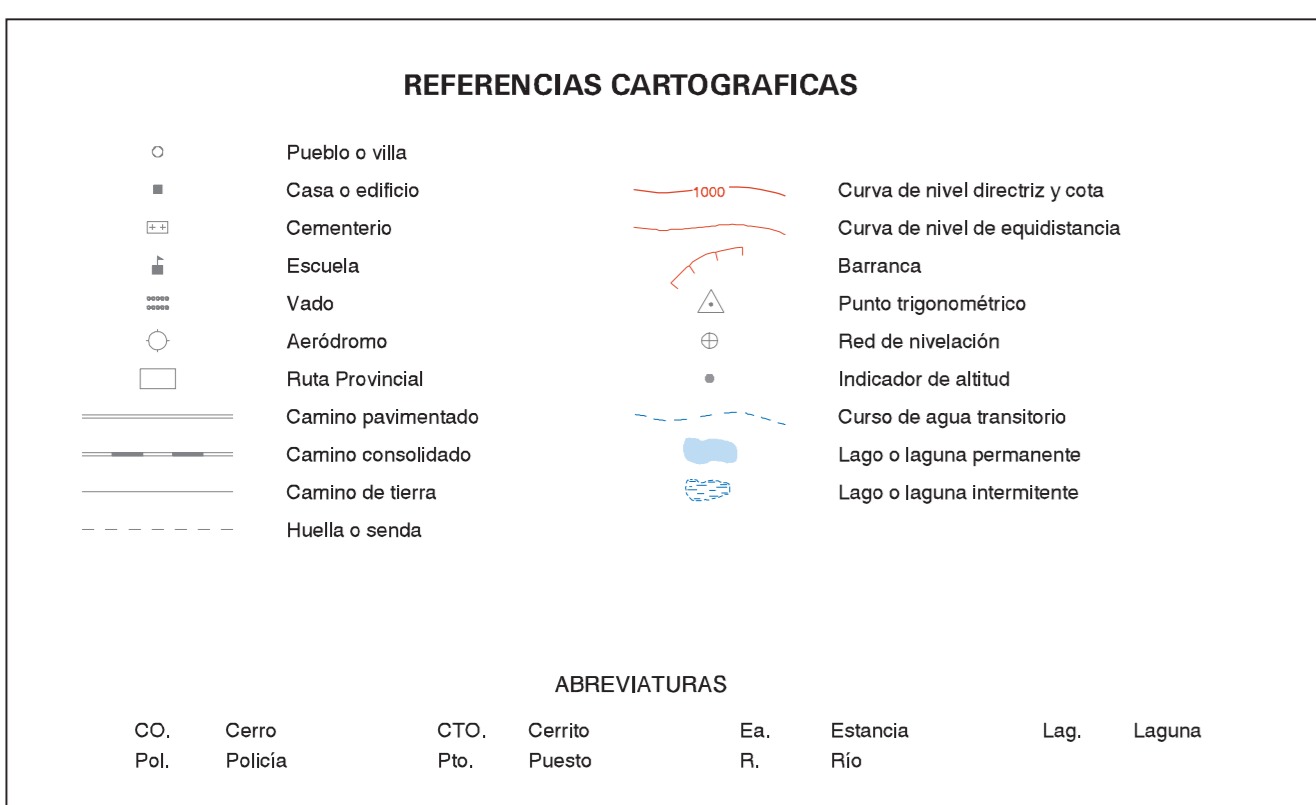 REFERENCIAS CARTOGRAFICAS
Pueblo o villa
Casa o edificio
Cementerio
Escuela
Vado
Aeródromo
Ruta Provincial
Camino pavimentado
Camino consolidado
Camino de tierra
Huella o senda
1000 Curva de nivel directriz y cota
Curva de nivel de equidistancia
Barranca
Punto trigonométrico
Red de nivelación
Indicador de altitud
Curso de agua transitorio
Lago o laguna permanente
Lago o laguna intermitente
ABREVIATURAS
CO. Cerro CTO. Cerrito Ea. Estancia Lag. Laguna
Pol. Policía Pto. Puesto R. Río